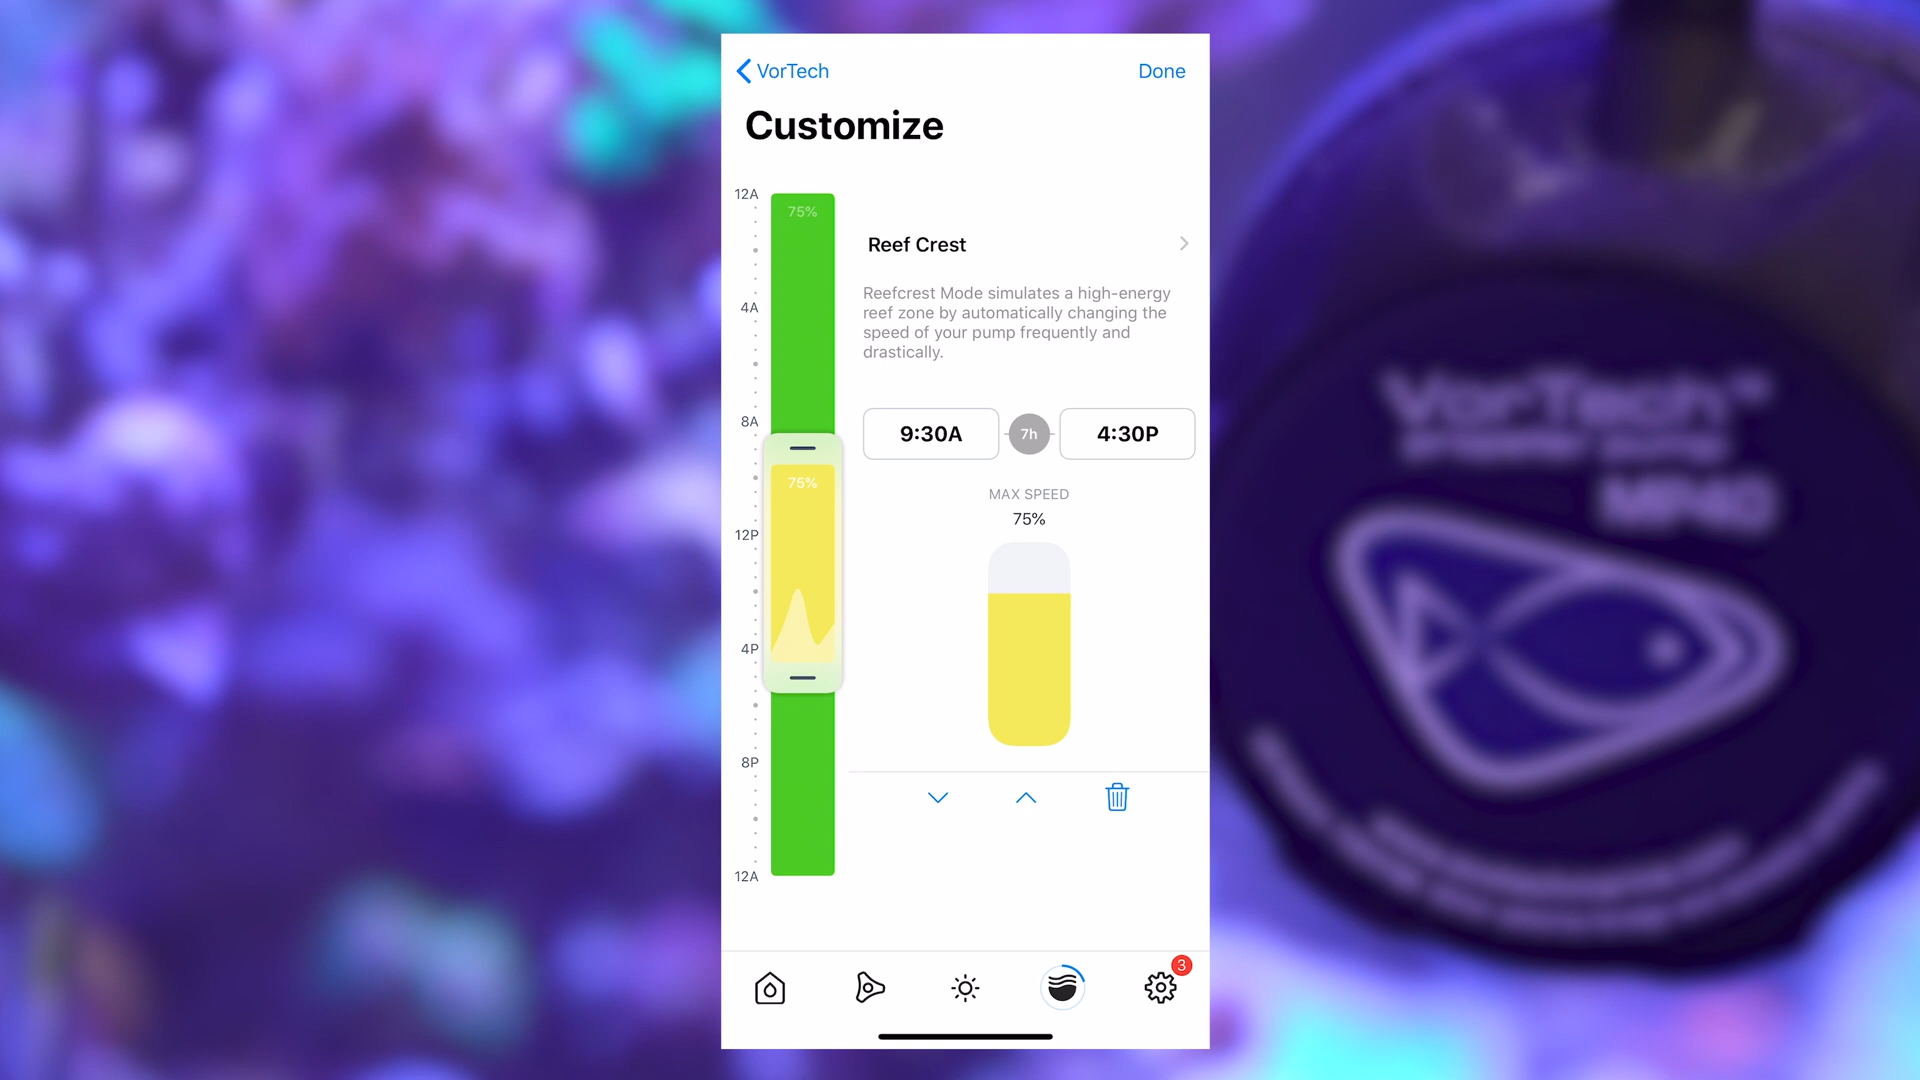 VorTech
Done
Customize
12A
75%
4A
Reef Crest
Reefcrest Mode simulates a high-energy
reef zone by automatically changing the
speed of your pump frequently and
drastically.
8A
9:30A
7h
4:30P
75%
MAX SPEED
75%
12P
4P
8P
12A
3
VorTech™
MP40